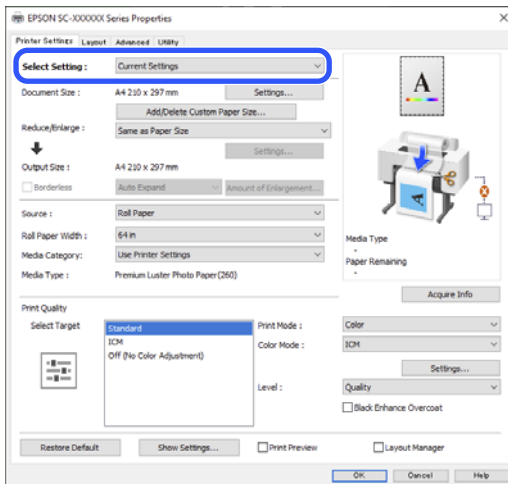 EPSON SC-XXXXXX Series Properties
Printer Settings Layout Advanced Utility
Select Setting : Current Settings
Document Size : A4 210 x 297 mm Settings...
Add/Delete Custom Paper Size...
Reduce/Enlarge : Same as Paper Size
Settings...
Output Size : A4 210 x 297 mm
Borderless Auto Expand Amount of Enlargement...
Source : Roll Paper
Roll Paper Width : 64 in
Media Category: Use Printer Settings
Media Type : Premium Luster Photo Paper(260)
A
A
Media Type
-
Paper Remaining
-
Acquire Info
Print Quality
Select Target
Standard
ICM
Off (No Color Adjustment)
Print Mode : Color
Color Mode : ICM
Settings...
Level : Quality
Black Enhance Overcoat
Restore Default Show Settings... Print Preview Layout Manager
OK Cancel Help